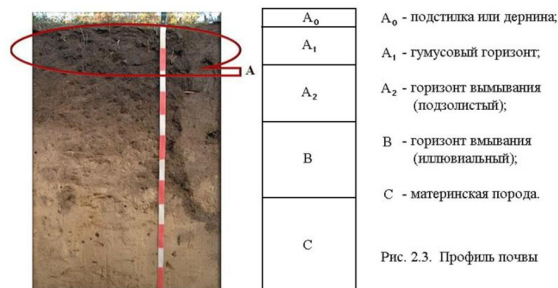 A
A₀
A₁
A₂
B
C
A₀ - подстилка или дернина;
A₁ - гумусовый горизонт;
A₂ - горизонт вымывания
(подзолистый);
B - горизонт вмывания
(иллювиальный);
C - материнская порода.
Рис. 2.3. Профиль почвы